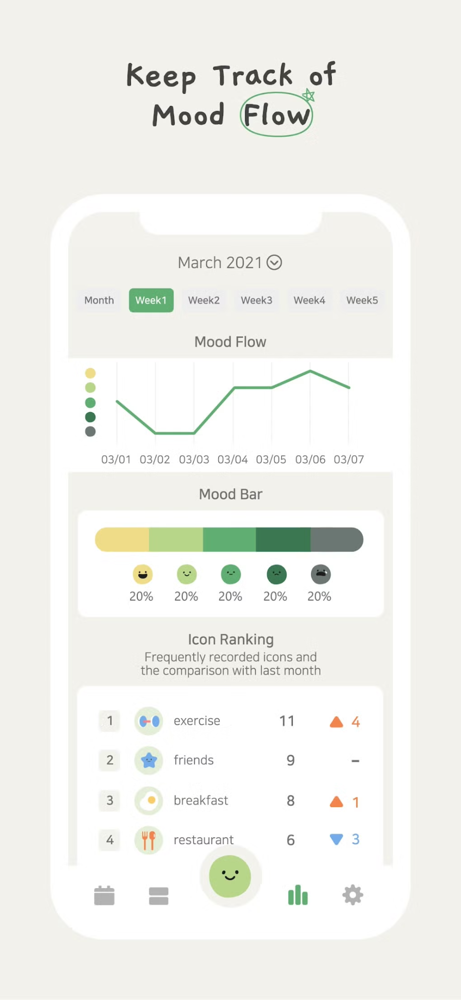 Keep Track of
Mood Flow
March 2021
Month Week1 Week2 Week3 Week4 Week5
Mood Flow
03/01 03/02 03/03 03/04 03/05 03/06 03/07
Mood Bar
20% 20% 20% 20% 20%
Icon Ranking
Frequently recorded icons and
the comparison with last month
1 exercise 11 4
2 friends 9 –
3 breakfast 8 1
4 restaurant 6 3